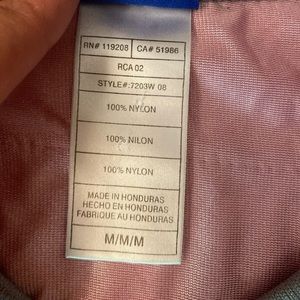 RN# 119208 CA# 51986
RCA 02
STYLE#:7203W 08
100% NYLON
100% NILON
100% NYLON
MADE IN HONDURAS
HECHO EN HONDURAS
FABRIQUE AU HONDURAS
M/M/M